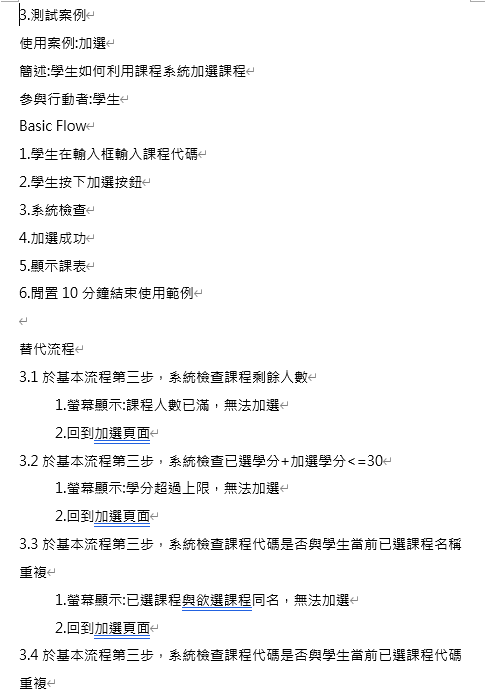 3.測試案例
使用案例:加選
簡述:學生如何利用課程系統加選課程
參與行動者:學生
Basic Flow
1.學生在輸入框輸入課程代碼
2.學生按下加選按鈕
3.系統檢查
4.加選成功
5.顯示課表
6.閒置 10 分鐘結束使用範例
替代流程
3.1 於基本流程第三步，系統檢查課程剩餘人數
1.螢幕顯示:課程人數已滿，無法加選
2.回到加選頁面
3.2 於基本流程第三步，系統檢查已選學分+加選學分<=30
1.螢幕顯示:學分超過上限，無法加選
2.回到加選頁面
3.3 於基本流程第三步，系統檢查課程代碼是否與學生當前已選課程名稱
重複
1.螢幕顯示:已選課程與欲選課程同名，無法加選
2.回到加選頁面
3.4 於基本流程第三步，系統檢查課程代碼是否與學生當前已選課程代碼
重複